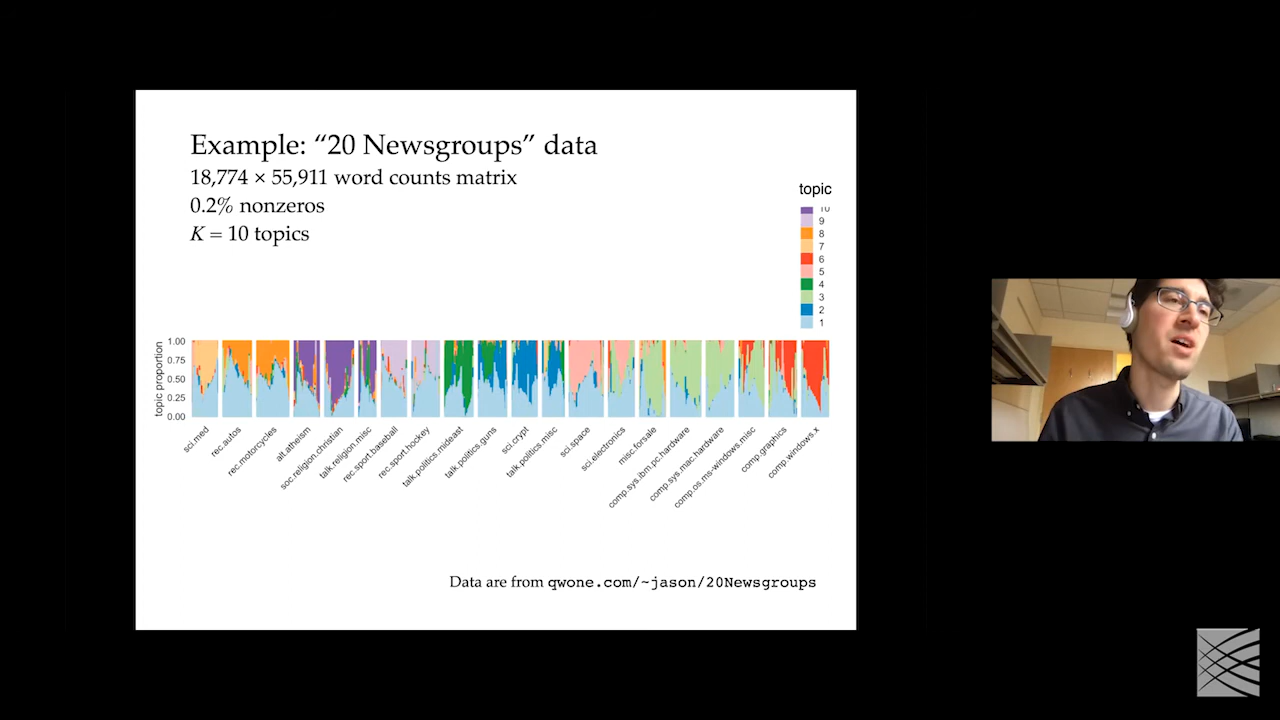 Example: “20 Newsgroups” data
18,774 × 55,911 word counts matrix
0.2% nonzeros
K = 10 topics
topic
10
9
8
7
6
5
4
3
2
1
topic proportion
1.00
0.75
0.50
0.25
0.00
sci.med
rec.autos
rec.motorcycles
alt.atheism
soc.religion.christian
talk.religion.misc
rec.sport.baseball
rec.sport.hockey
talk.politics.mideast
talk.politics.guns
sci.crypt
talk.politics.misc
sci.space
sci.electronics
misc.forsale
comp.sys.ibm.pc.hardware
comp.sys.mac.hardware
comp.os.ms-windows.misc
comp.graphics
comp.windows.x
Data are from qwone.com/~jason/20Newsgroups